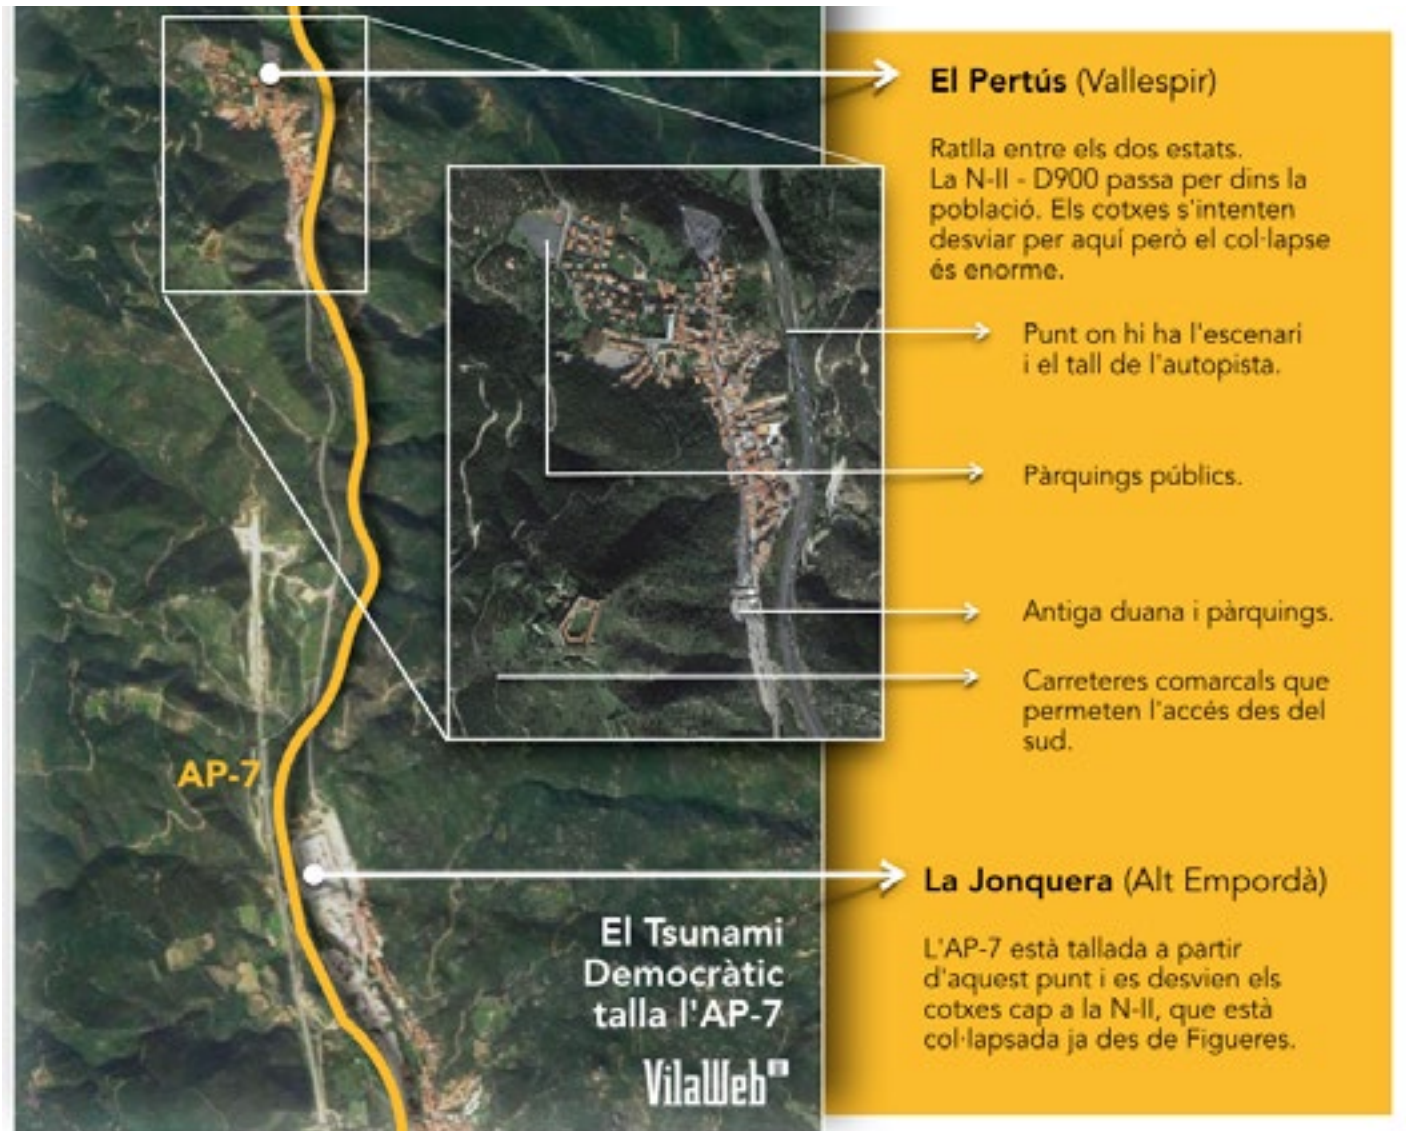 El Pertús (Vallespir)
Ratlla entre els dos estats.
La N-II - D900 passa per dins la
població. Els cotxes s'intenten
desviar per aquí però el col·lapse
és enorme.
Punt on hi ha l'escenari
i el tall de l'autopista.
Pàrquings públics.
Antiga duana i pàrquings.
Carreteres comarcals que
permeten l'accés des del
sud.
AP-7
La Jonquera (Alt Empordà)
L'AP-7 està tallada a partir
d'aquest punt i es desvien els
cotxes cap a la N-II, que està
col·lapsada ja des de Figueres.
El Tsunami
Democràtic
talla l'AP-7
VilaWeb